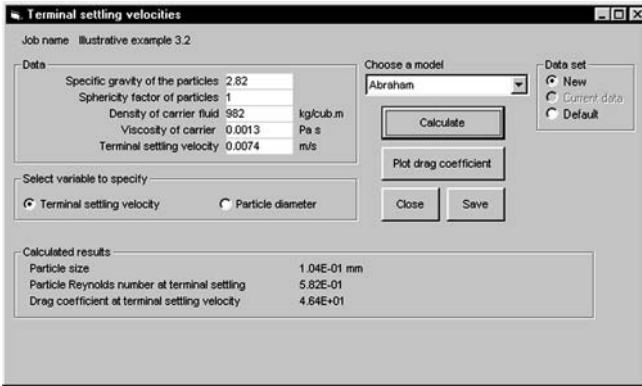 Terminal settling velocities
Job name Illustrative example 3.2
Data
Specific gravity of the particles 2.82
Sphericity factor of particles 1
Density of carrier fluid 982 kg/cub.m
Viscosity of carrier 0.0013 Pa s
Terminal settling velocity 0.0074 m/s
Choose a model
Abraham
Data set
New
Current data
Default
Calculate
Plot drag coefficient
Close Save
Select variable to specify
Terminal settling velocity Particle diameter
Calculated results
Particle size 1.04E-01 mm
Particle Reynolds number at terminal settling 5.82E-01
Drag coefficient at terminal settling velocity 4.64E+01